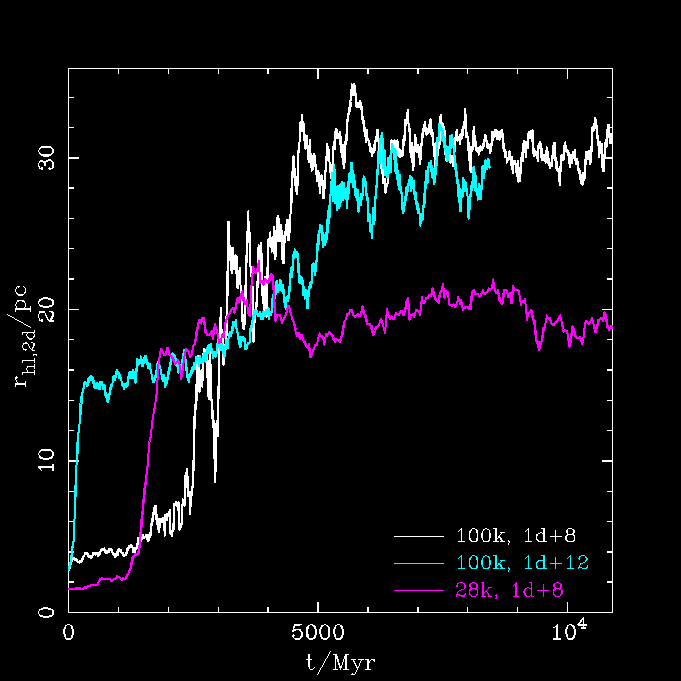 30
20
10
0
r_{hl,2d}/pc
100k, 1d+8
100k, 1d+12
28k, 1d+8
0 5000 10^4
t/Myr